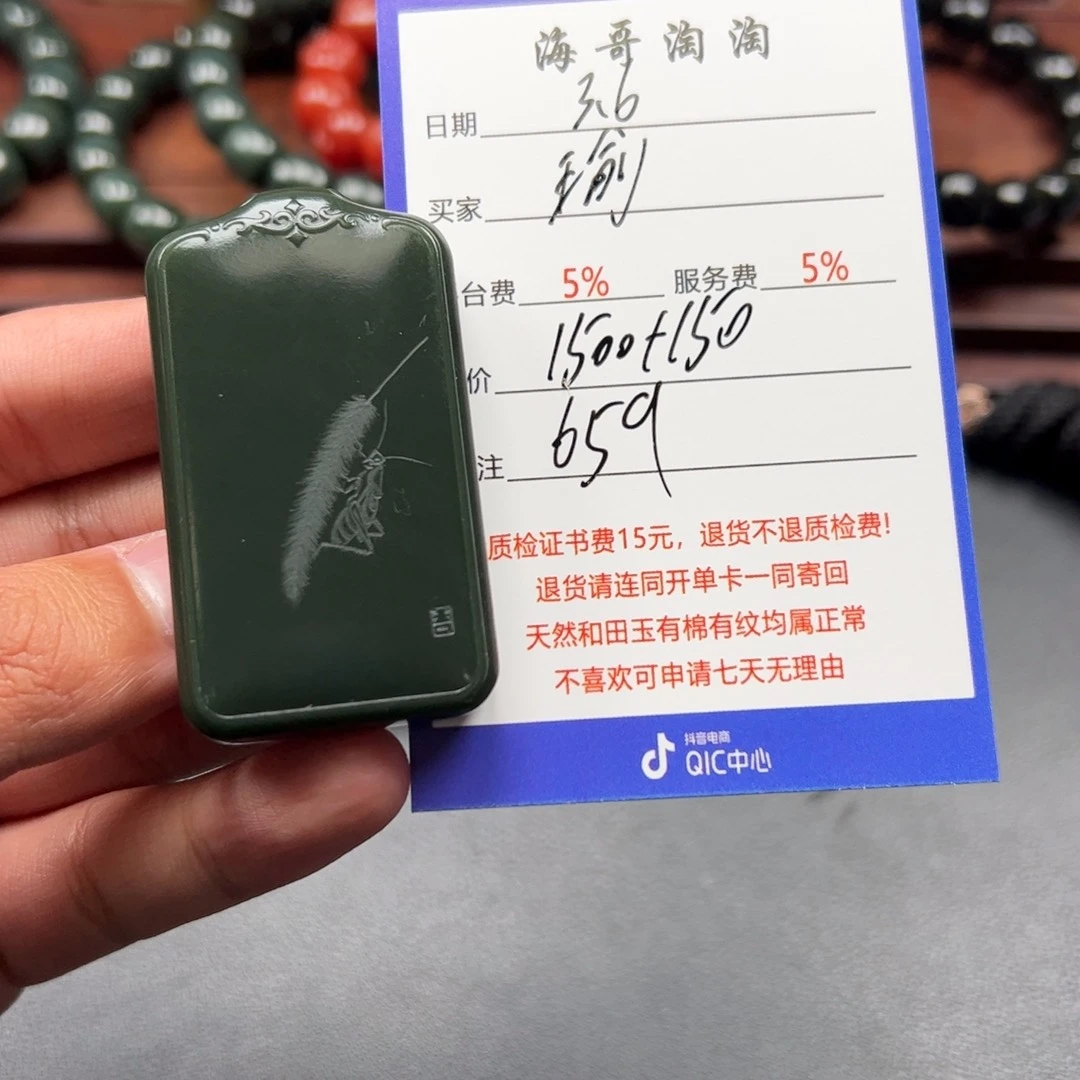 海哥淘淘
日期 3.6
买家 瑜
台费 5% 服务费 5%
价 1500+150
注 659
质检证书费15元，退货不退质检费！
退货请连同开单卡一同寄回
天然和田玉有棉有纹均属正常
不喜欢可申请七天无理由
抖音电商
QIC中心